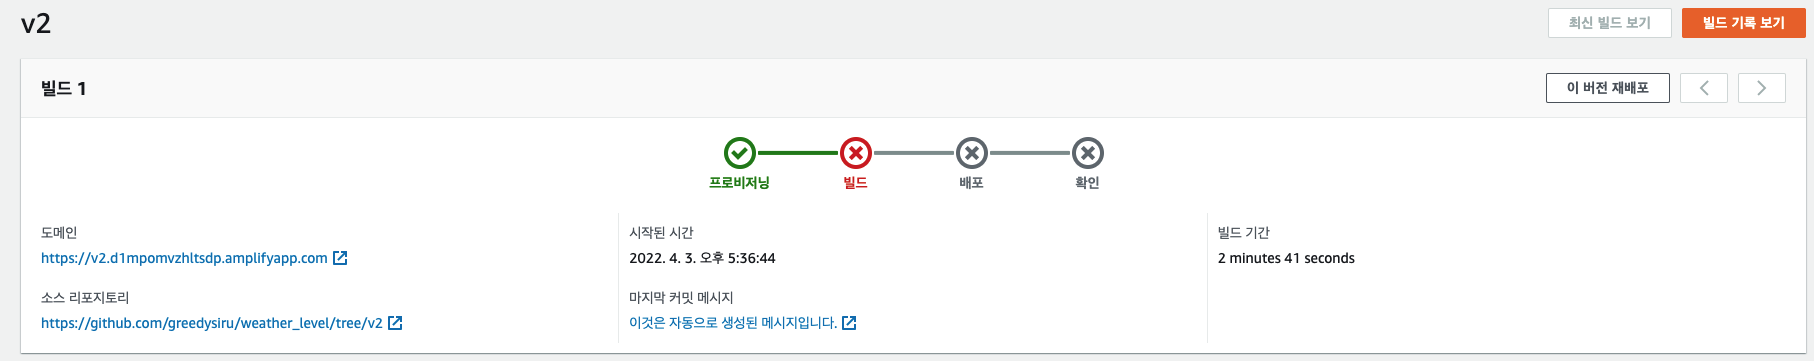 v2
최신 빌드 보기
빌드 기록 보기
빌드 1
이 버전 재배포
프로비저닝
빌드
배포
확인
도메인
https://v2.d1mpomvzhltsdp.amplifyapp.com
소스 리포지토리
https://github.com/greedysiru/weather_level/tree/v2
시작된 시간
2022. 4. 3. 오후 5:36:44
마지막 커밋 메시지
이것은 자동으로 생성된 메시지입니다.
빌드 기간
2 minutes 41 seconds